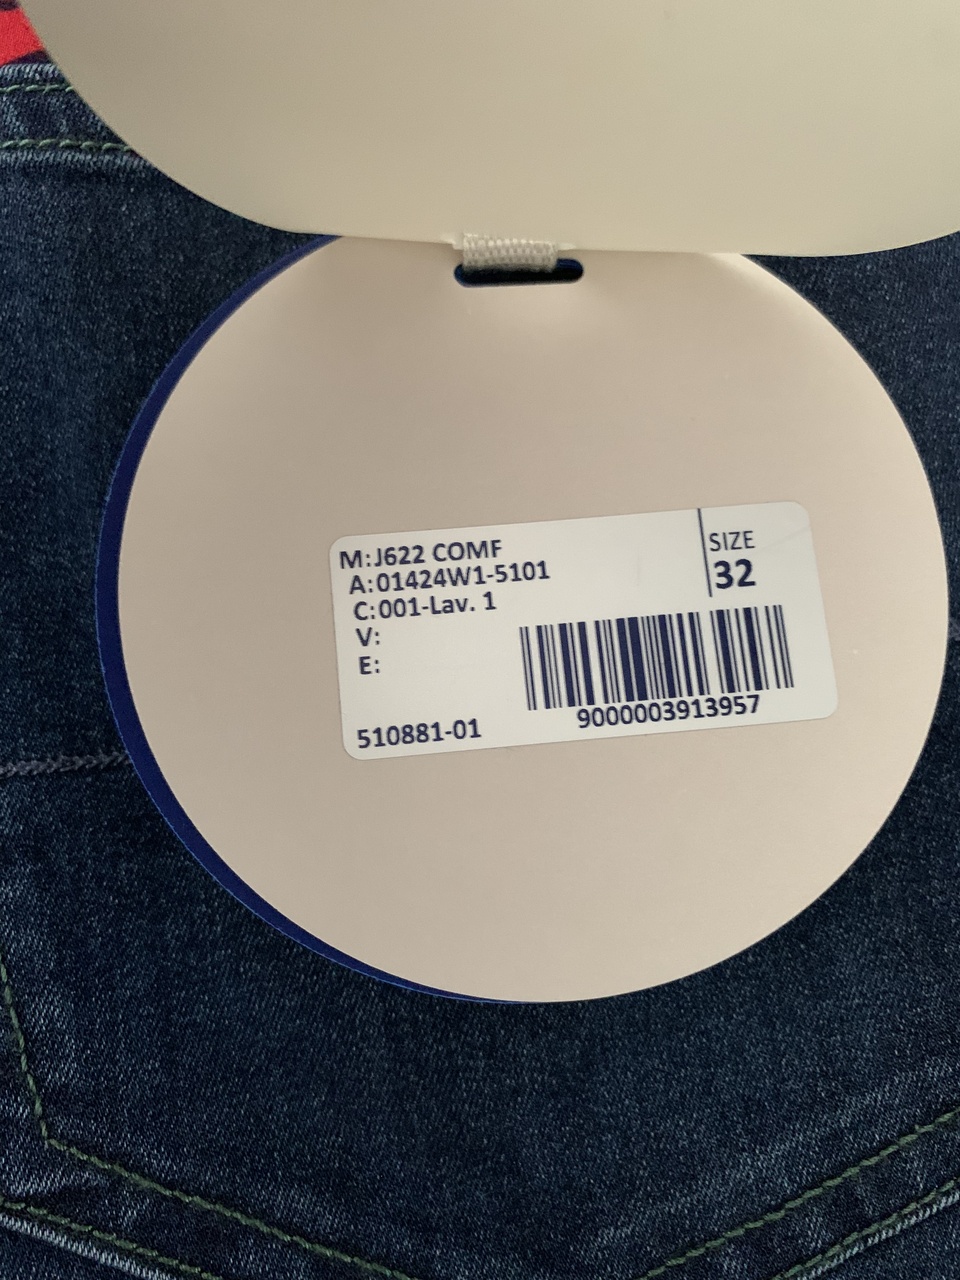 M: J622 COMF
A: 01424W1-5101
C: 001-Lav. 1
V:
E:
510881-01
SIZE
32
9000003913957